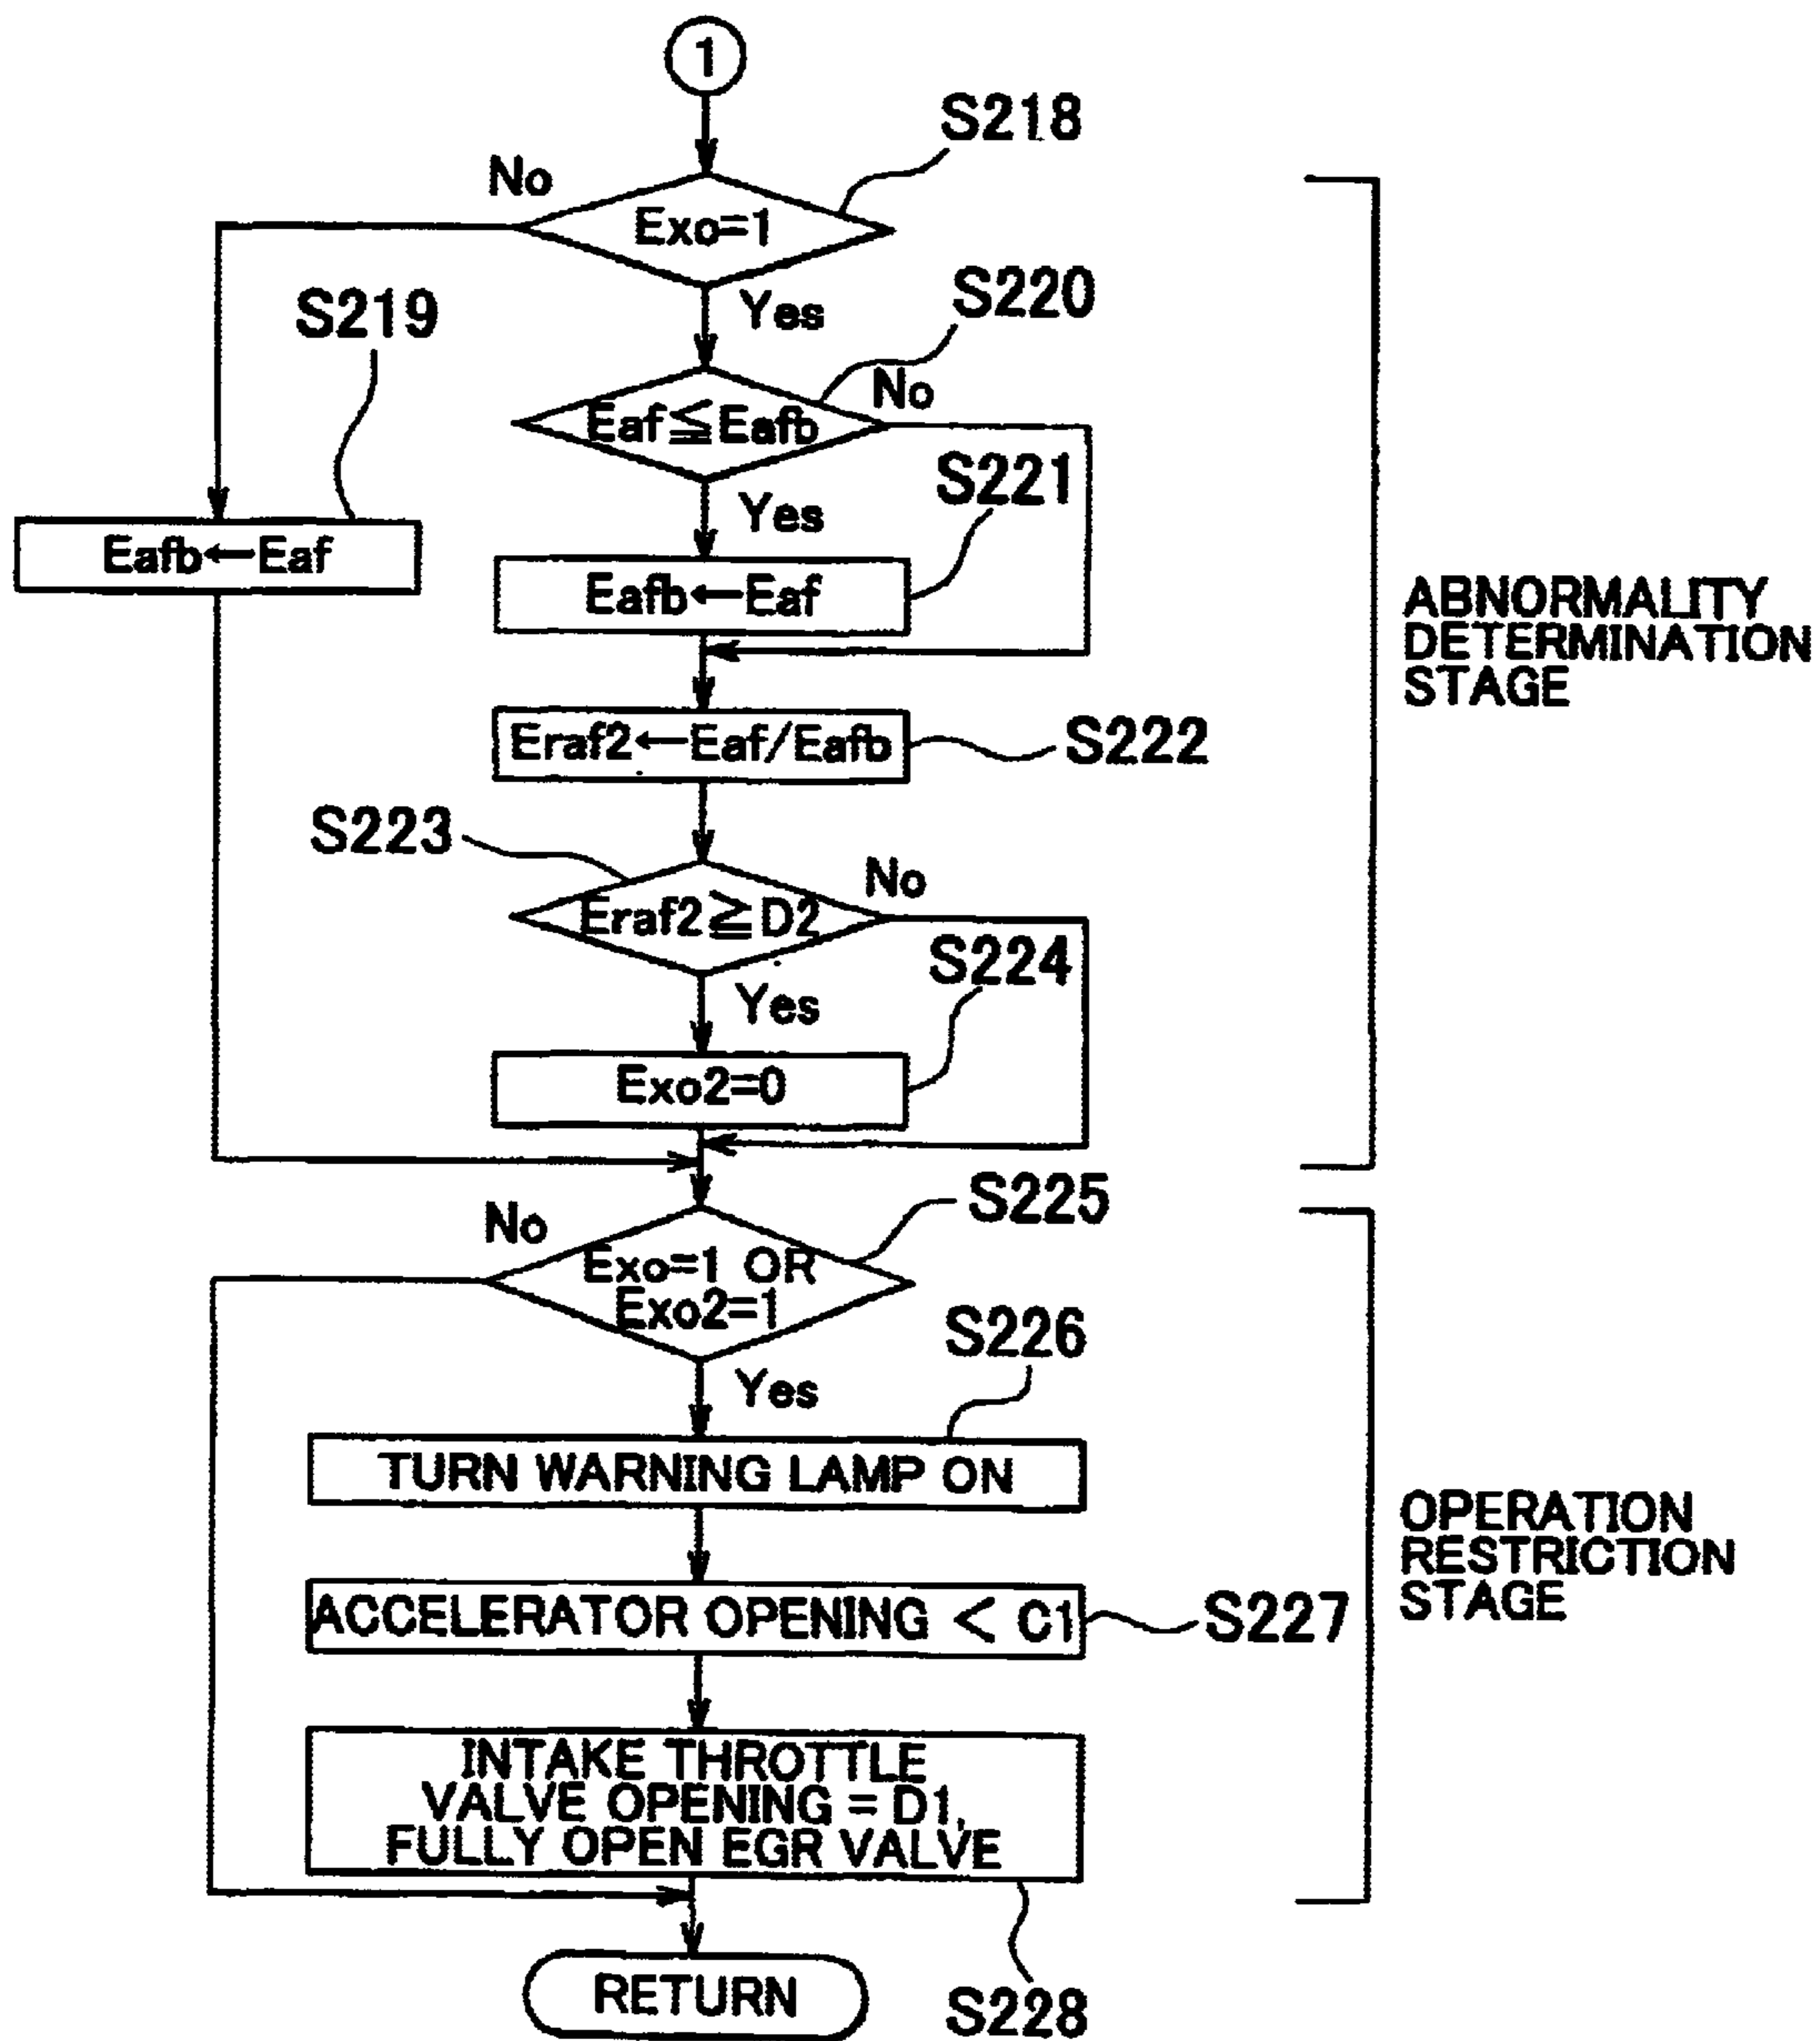 1
S218
No
Exo=1
Yes
S220
S219
No
Eaf≦Eafb
Yes
S221
Eafb←Eaf
Eafb←Eaf
ABNORMALITY
DETERMINATION
STAGE
Eraf2←Eaf/Eafb
S222
S223
No
Eraf2≧D2
S224
Yes
Exo2=0
S225
No
Exo=1 OR
Exo2=1
S226
Yes
TURN WARNING LAMP ON
OPERATION
RESTRICTION
STAGE
ACCELERATOR OPENING < C1
S227
INTAKE THROTTLE
VALVE OPENING = D1,
FULLY OPEN EGR VALVE
RETURN
S228